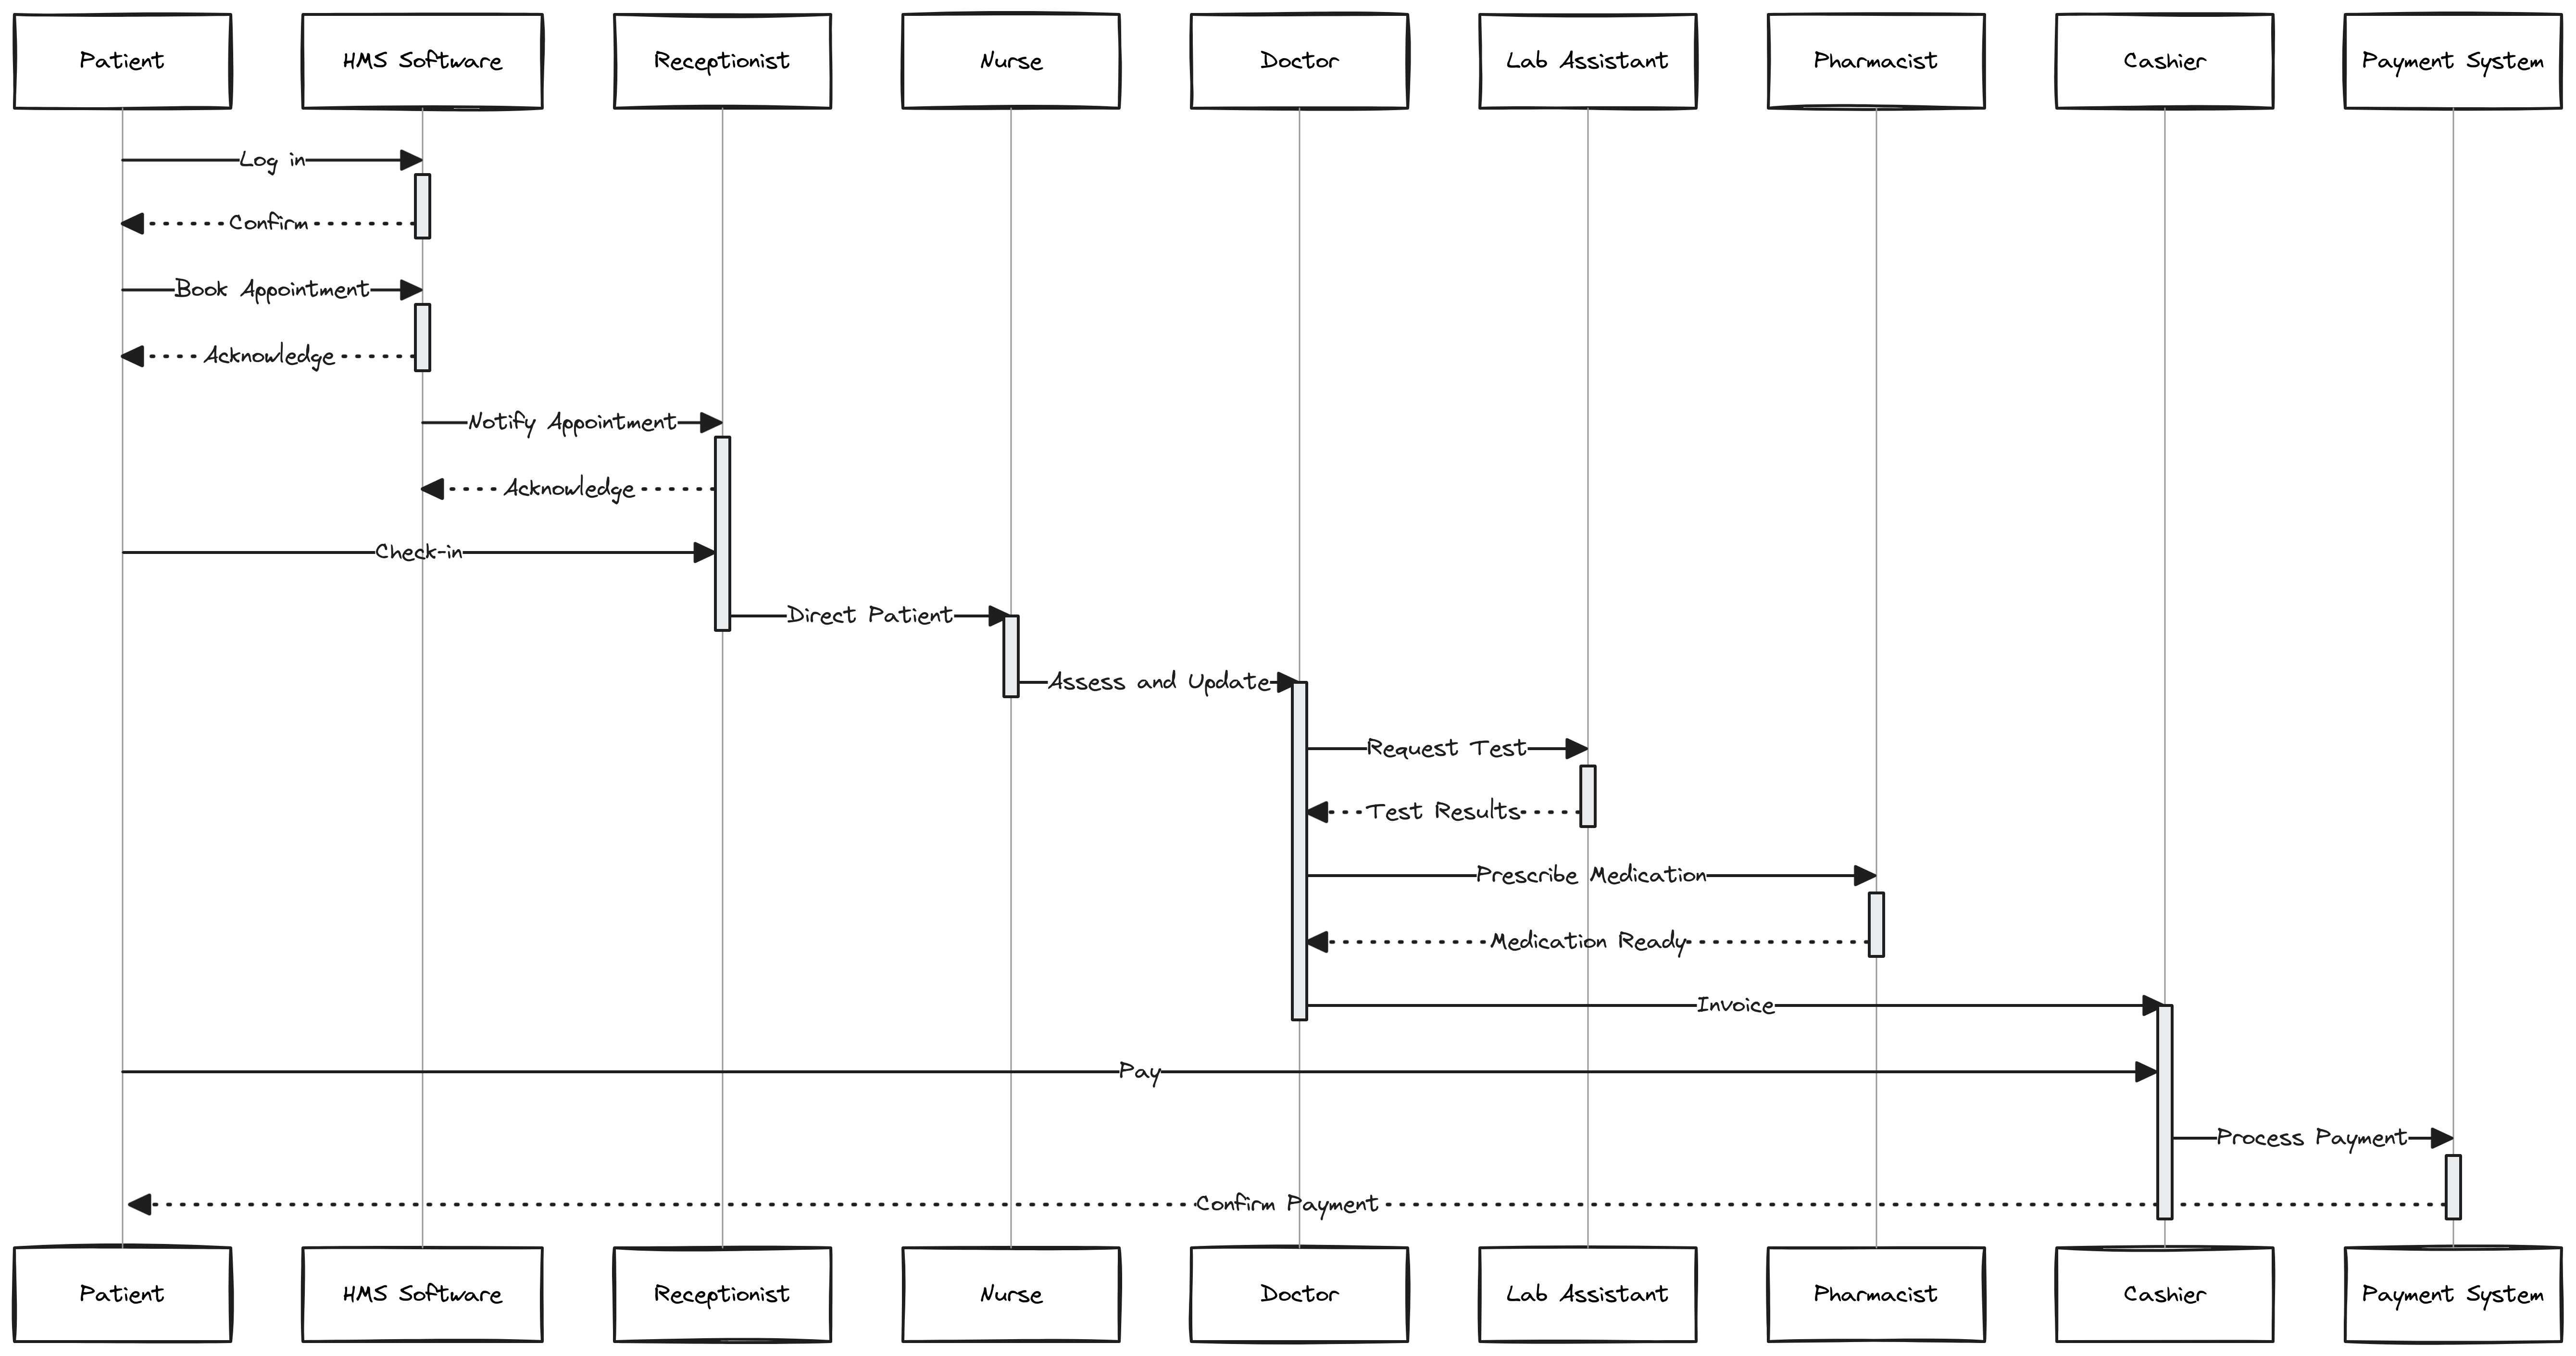 Patient
HMS Software
Receptionist
Nurse
Doctor
Lab Assistant
Pharmacist
Cashier
Payment System
Log in
Confirm
Book Appointment
Acknowledge
Notify Appointment
Acknowledge
Check-in
Direct Patient
Assess and Update
Request Test
Test Results
Prescribe Medication
Medication Ready
Invoice
Pay
Process Payment
Confirm Payment
Patient
HMS Software
Receptionist
Nurse
Doctor
Lab Assistant
Pharmacist
Cashier
Payment System